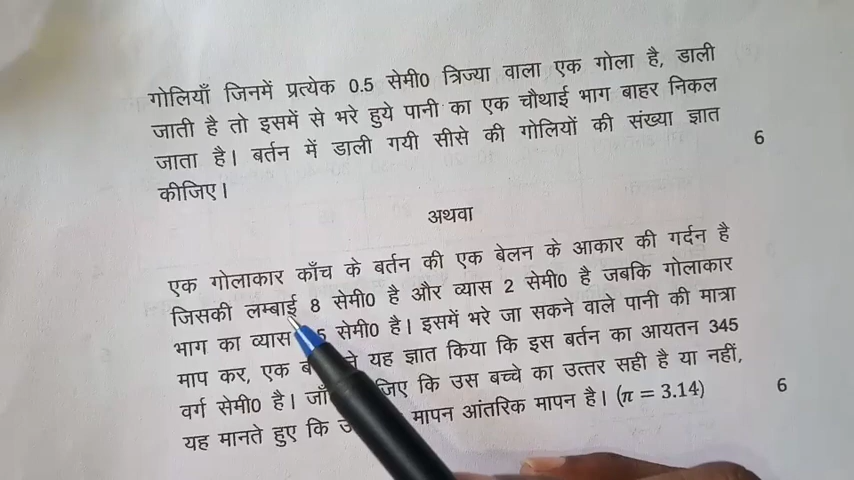 गोलियाँ जिनमें प्रत्येक 0.5 सेमी0 त्रिज्या वाला एक गोला है, डाली
जाती है तो इसमें से भरे हुये पानी का एक चौथाई भाग बाहर निकल
जाता है। बर्तन में डाली गयी सीसे की गोलियों की संख्या ज्ञात
कीजिए।
6
अथवा
एक गोलाकार काँच के बर्तन की एक बेलन के आकार की गर्दन है
जिसकी लम्बाई 8 सेमी0 है और व्यास 2 सेमी0 है जबकि गोलाकार
भाग का व्यास 5 सेमी0 है। इसमें भरे जा सकने वाले पानी की मात्रा
माप कर, एक ने यह ज्ञात किया कि इस बर्तन का आयतन 345
वर्ग सेमी0 है। कि उस बच्चे का उत्तर सही है या नहीं,
यह मानते हुए कि मापन आंतरिक मापन है। (π = 3.14)
6